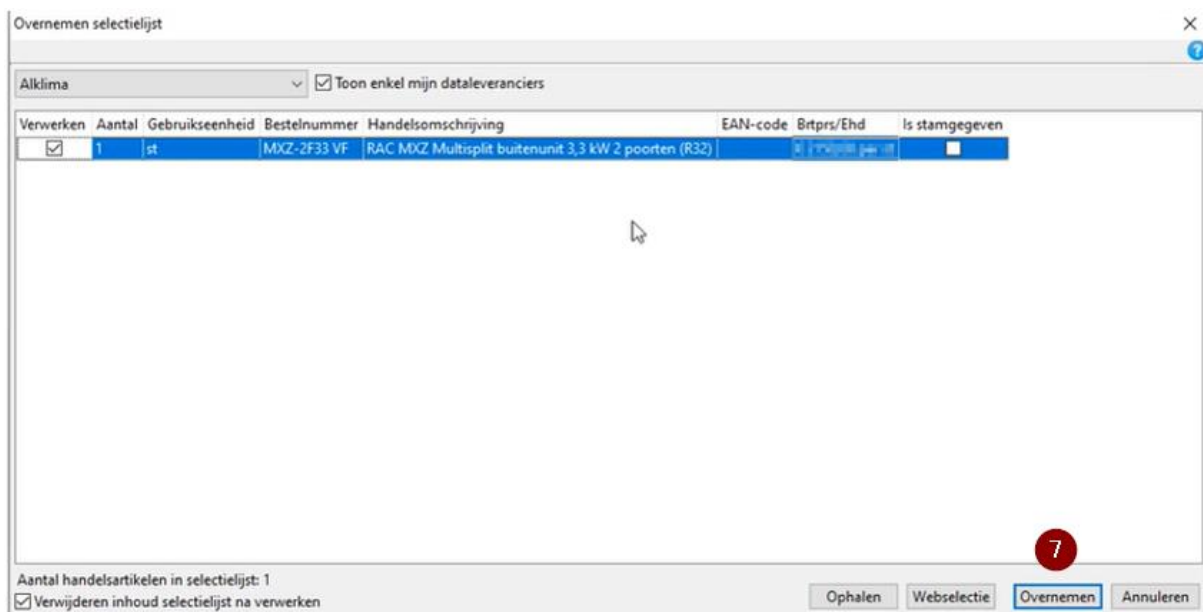 Overnemen selectielijst
?
Alklima Toon enkel mijn dataleveranciers
Verwerken Aantal Gebruikseenheid Bestelnummer Handelsomschrijving EAN-code Brtprs/Ehd Is stamgegeven
1 st MXZ-2F33 VF RAC MXZ Multisplit buitenunit 3,3 kW 2 poorten (R32)
7
Aantal handelsartikelen in selectielijst: 1
Verwijderen inhoud selectielijst na verwerken Ophalen Webselectie Overnemen Annuleren